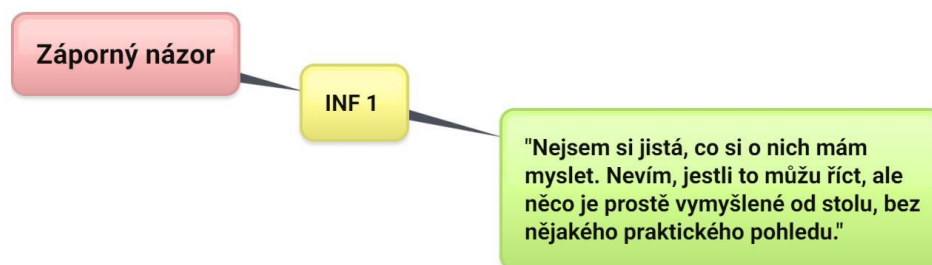 Záporný názor
INF 1
"Nejsem si jistá, co si o nich mám
myslet. Nevím, jestli to můžu říct, ale
něco je prostě vymyšlené od stolu, bez
nějakého praktického pohledu."